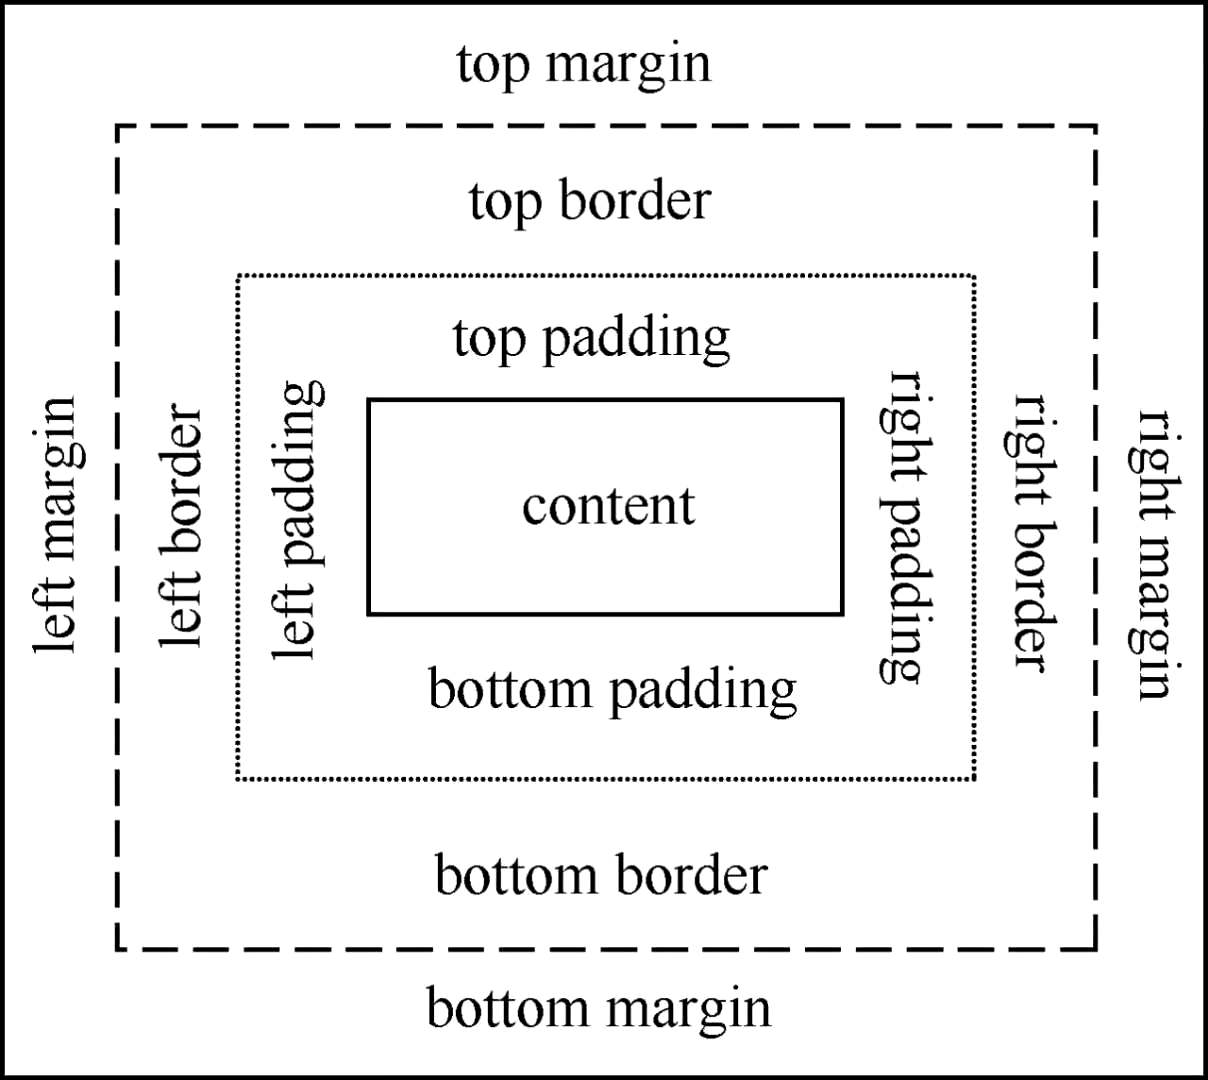 top margin
top border
top padding
left margin
left border
left padding
content
right padding
right border
right margin
bottom padding
bottom border
bottom margin